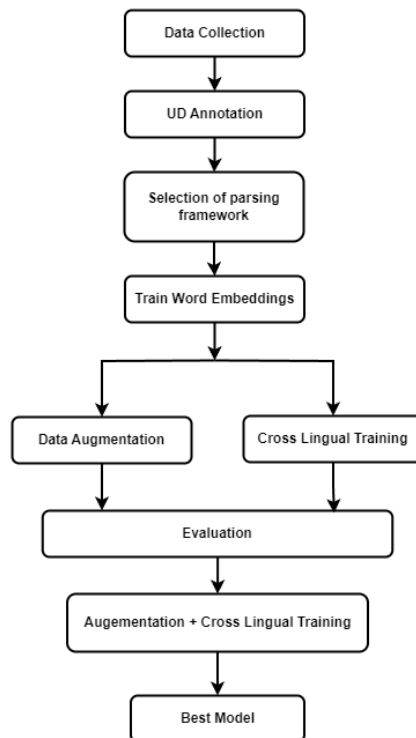 Data Collection
UD Annotation
Selection of parsing
framework
Train Word Embeddings
Data Augmentation
Cross Lingual Training
Evaluation
Augementation + Cross Lingual Training
Best Model